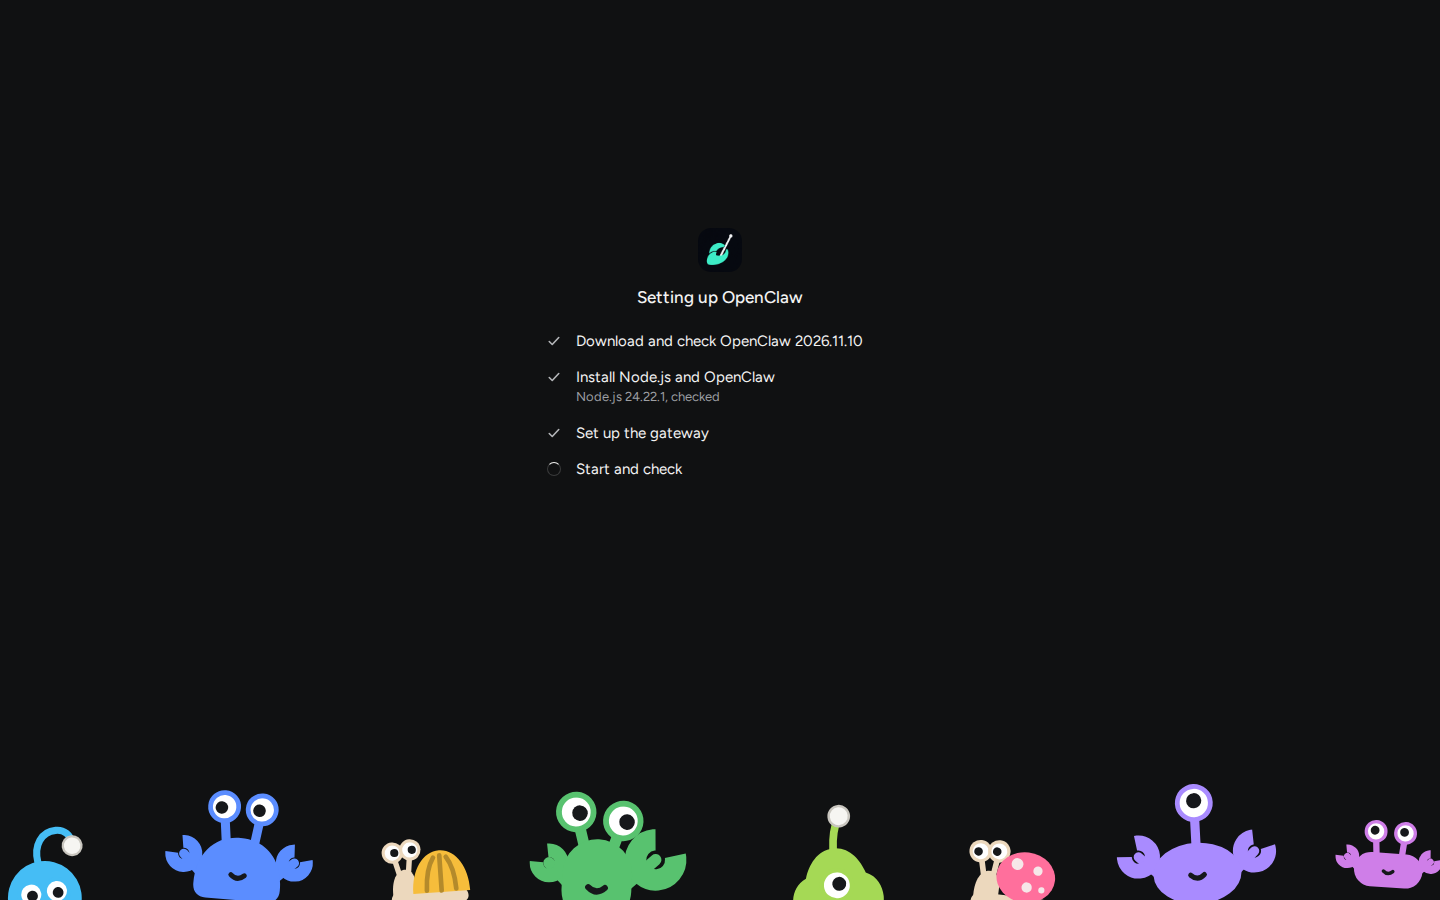 Setting up OpenClaw
Download and check OpenClaw 2026.11.10
Install Node.js and OpenClaw
Node.js 24.22.1, checked
Set up the gateway
Start and check